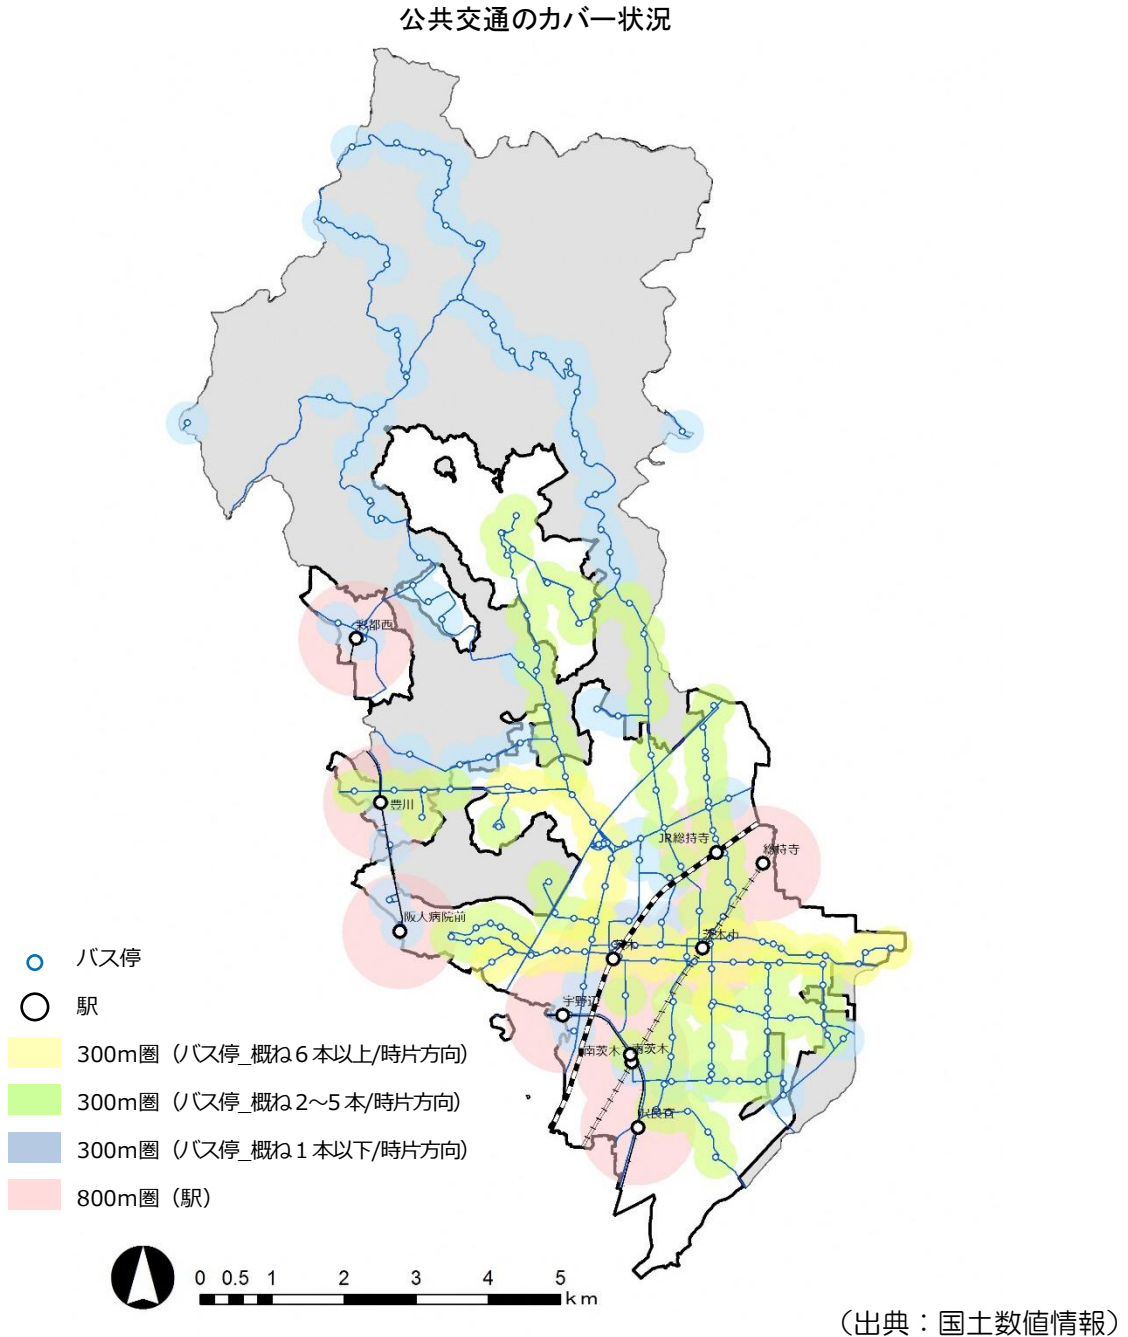 公共交通のカバー状況
彩都西
豊川
JR総持寺
総持寺
阪大病院前
茨木市
宇野辺
南茨木
南茨木
バス停
駅
300m圏（バス停_概ね６本以上/時片方向）
300m圏（バス停_概ね２～５本/時片方向）
300m圏（バス停_概ね１本以下/時片方向）
800m圏（駅）
0 0.5 1 2 3 4 5
km
（出典：国土数値情報）